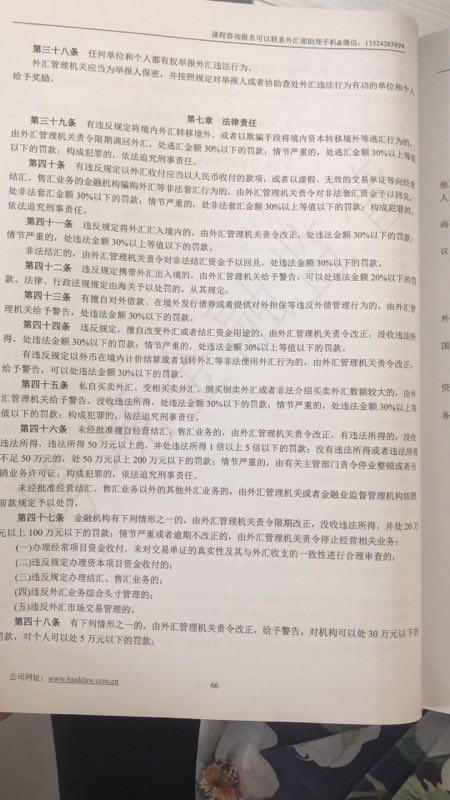 课程咨询报名可以联系外汇部助理手机&微信：13524285894
第三十八条 任何单位和个人都有权举报外汇违法行为。
外汇管理机关应当为举报人保密，并按照规定对举报人或者协助查处外汇违法行为有功的单位和个人
给予奖励。
第七章 法律责任
第三十九条 有违反规定将境内外汇转移境外，或者以欺骗手段将境内资本转移境外等逃汇行为的，
由外汇管理机关责令限期调回外汇，处逃汇金额30%以下的罚款；情节严重的，处逃汇金额30%以上等值
以下的罚款；构成犯罪的，依法追究刑事责任。
第四十条 有违反规定以外汇收付应当以人民币收付的款项，或者以虚假、无效的交易单证等向经营
结汇、售汇业务的金融机构骗购外汇等非法套汇行为的，由外汇管理机关责令对非法套汇资金予以回兑，
处非法套汇金额30%以下的罚款；情节严重的，处非法套汇金额30%以上等值以下的罚款；构成犯罪的，
依法追究刑事责任。
第四十一条 违反规定将外汇汇入境内的，由外汇管理机关责令改正，处违法金额30%以下的罚款；
情节严重的，处违法金额30%以上等值以下的罚款。
非法结汇的，由外汇管理机关责令对非法结汇资金予以回兑，处违法金额30%以下的罚款。
第四十二条 违反规定携带外汇出入境的，由外汇管理机关给予警告，可以处违法金额20%以下的罚
款。法律、行政法规规定由海关予以处罚的，从其规定。
第四十三条 有擅自对外借款、在境外发行债券或者提供对外担保等违反外债管理行为的，由外汇管
理机关给予警告，处违法金额30%以下的罚款。
第四十四条 违反规定，擅自改变外汇或者结汇资金用途的，由外汇管理机关责令改正，没收违法所
得，处违法金额30%以下的罚款；情节严重的，处违法金额30%以上等值以下的罚款。
有违反规定以外币在境内计价结算或者划转外汇等非法使用外汇行为的，由外汇管理机关责令改正，
给予警告，可以处违法金额30%以下的罚款。
第四十五条 私自买卖外汇、变相买卖外汇、倒买倒卖外汇或者非法介绍买卖外汇数额较大的，由外
汇管理机关给予警告，没收违法所得，处违法金额30%以下的罚款；情节严重的，处违法金额30%以上等
值以下的罚款；构成犯罪的，依法追究刑事责任。
第四十六条 未经批准擅自经营结汇、售汇业务的，由外汇管理机关责令改正，有违法所得的，没收
违法所得，违法所得50万元以上的，并处违法所得1倍以上5倍以下的罚款；没有违法所得或者违法所得
不足50万元的，处50万元以上200万元以下的罚款；情节严重的，由有关主管部门责令停业整顿或者吊
销业务许可证；构成犯罪的，依法追究刑事责任。
未经批准经营结汇、售汇业务以外的其他外汇业务的，由外汇管理机关或者金融业监督管理机构依照
前款规定予以处罚。
第四十七条 金融机构有下列情形之一的，由外汇管理机关责令限期改正，没收违法所得，并处20万
元以上100万元以下的罚款；情节严重或者逾期不改正的，由外汇管理机关责令停止经营相关业务：
(一)办理经常项目资金收付，未对交易单证的真实性及其与外汇收支的一致性进行合理审查的；
(二)违反规定办理资本项目资金收付的；
(三)违反规定办理结汇、售汇业务的；
(四)违反外汇业务综合头寸管理的；
(五)违反外汇市场交易管理的。
第四十八条 有下列情形之一的，由外汇管理机关责令改正，给予警告，对机构可以处30万元以下的
罚款，对个人可以处5万元以下的罚款：
公司网址：www.banklaw.com.cn
66
他
人
尚
议
外
国
资
务